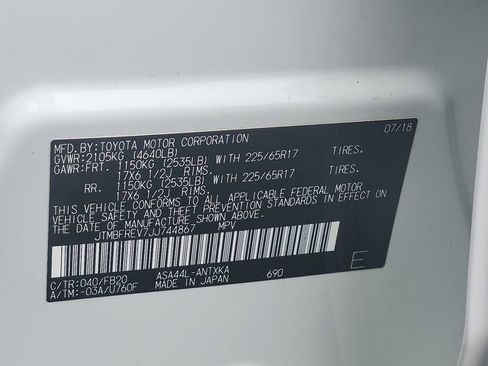 MFD.BY:TOYOTA MOTOR CORPORATION 07/18
GVWR:2105KG (4640LB)
GAWR:FRT. 1150KG (2535LB) WITH 225/65R17 TIRES.
17X6 1/2J RIMS.
RR. 1150KG (2535LB) WITH 225/65R17 TIRES.
17X6 1/2J RIMS.
THIS VEHICLE CONFORMS TO ALL APPLICABLE FEDERAL MOTOR
VEHICLE SAFETY AND THEFT PREVENTION STANDARDS IN EFFECT
ON THE DATE OF MANUFACTURE SHOWN ABOVE.
JTMBFREV7JJ744867 MPV
C/TR:040/FB20 ASA44L-ANTXKA 690 E
A/TM:-03A/U760F MADE IN JAPAN